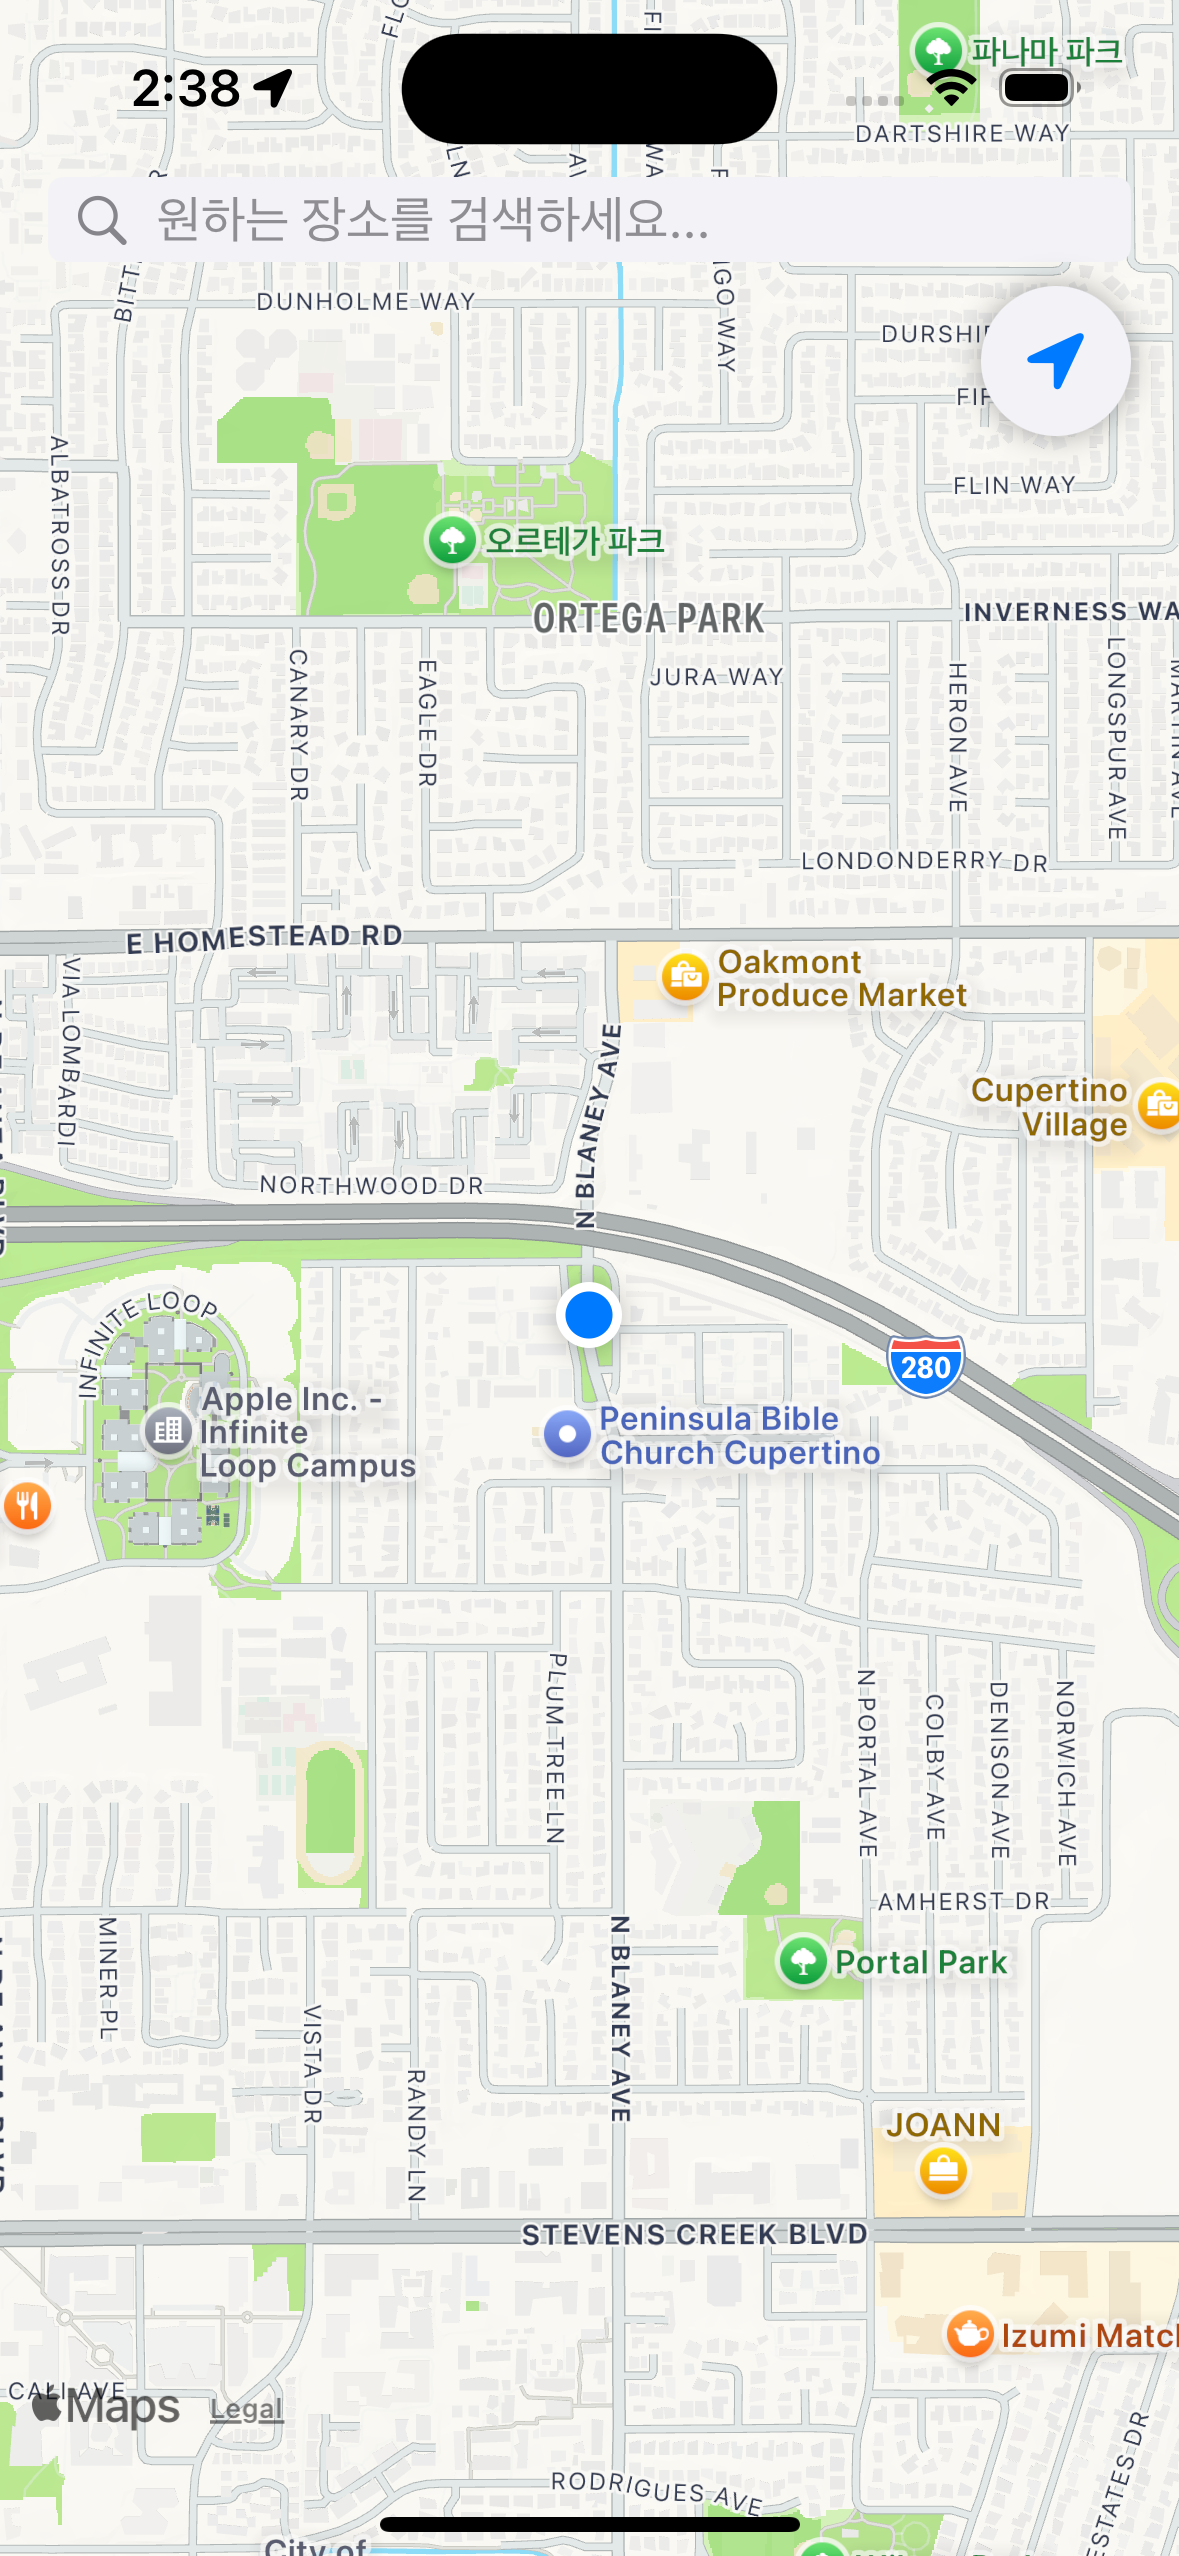 파나마 파크
2:38
DARTSHIRE WAY
원하는 장소를 검색하세요...
DUNHOLME WAY
DURSHI
FLIN WAY
ALBATROSS DR
오르테가 파크
ORTEGA PARK
INVERNESS WA
JURA WAY
CANARY DR
EAGLE DR
HERON AVE
LONGSPUR AVE
MARTIN AVE
LONDONDERRY DR
E HOMESTEAD RD
VIA LOMBARDI
Oakmont
Produce Market
N BLANEY AVE
Cupertino
Village
NORTHWOOD DR
INFINITE LOOP
280
Apple Inc. -
Infinite
Loop Campus
Peninsula Bible
Church Cupertino
PLUM TREE LN
N PORTAL AVE
COLBY AVE
DENISON AVE
NORWICH AVE
AMHERST DR
MINER PL
N BLANEY AVE
Portal Park
VISTA DR
RANDY LN
JOANN
STEVENS CREEK BLVD
Izumi Matc
CALI AVE
Maps
Legal
RODRIGUES AVE
ESTATES DR
City of